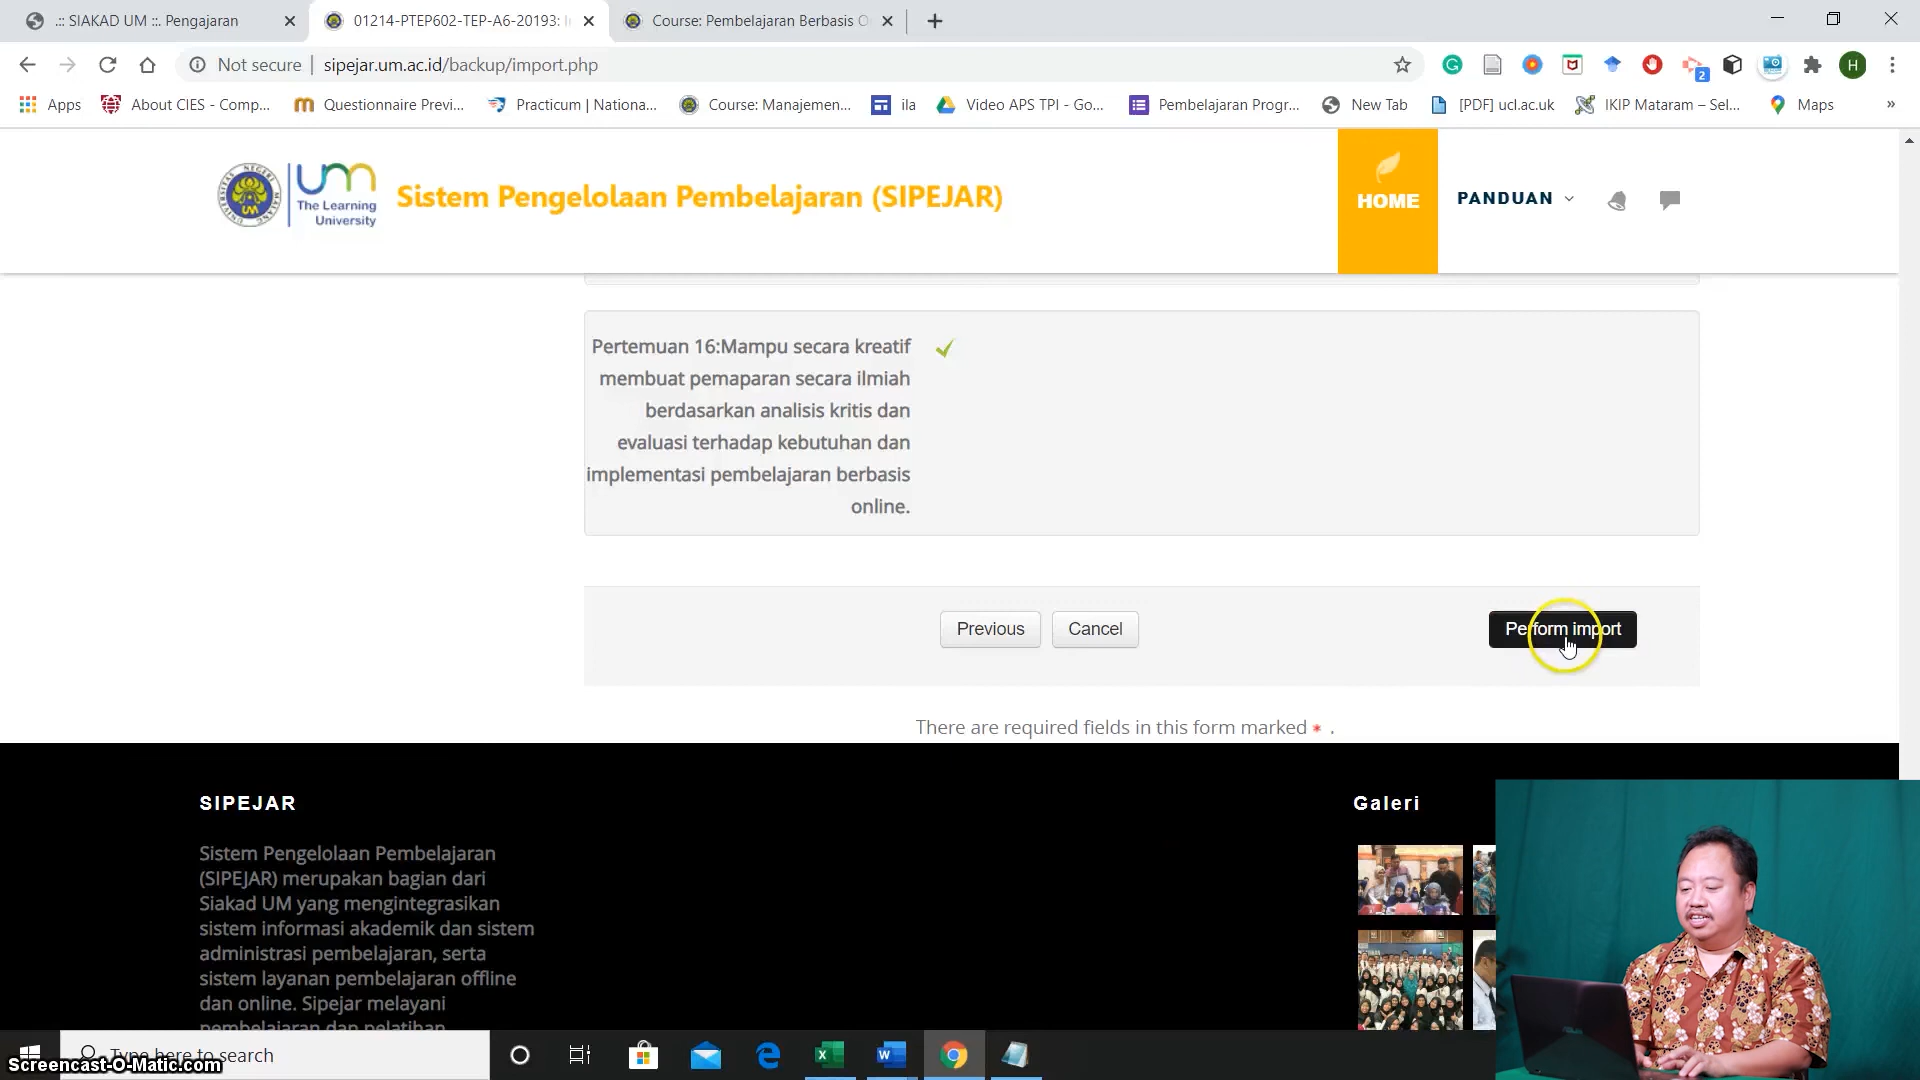 .:: SIAKAD UM ::. Pengajaran
01214-PTEP602-TEP-A6-20193:
Course: Pembelajaran Berbasis O
Not secure
sipejar.um.ac.id/backup/import.php
2
H
Apps
About CIES - Comp...
Questionnaire Previ...
Practicum | Nationa...
Course: Manajemen...
ila
Video APS TPI - Go...
Pembelajaran Progr...
New Tab
[PDF] ucl.ac.uk
IKIP Mataram – Sel...
Maps
»
um
The Learning
University
Sistem Pengelolaan Pembelajaran (SIPEJAR)
HOME
PANDUAN
Pertemuan 16:Mampu secara kreatif
membuat pemaparan secara ilmiah
berdasarkan analisis kritis dan
evaluasi terhadap kebutuhan dan
implementasi pembelajaran berbasis
online.
Previous
Cancel
Perform import
There are required fields in this form marked * .
SIPEJAR
Sistem Pengelolaan Pembelajaran
(SIPEJAR) merupakan bagian dari
Siakad UM yang mengintegrasikan
sistem informasi akademik dan sistem
administrasi pembelajaran, serta
sistem layanan pembelajaran offline
dan online. Sipejar melayani
pembelajaran dan pelatihan
Galeri
Type here to search
Screencast-O-Matic.com